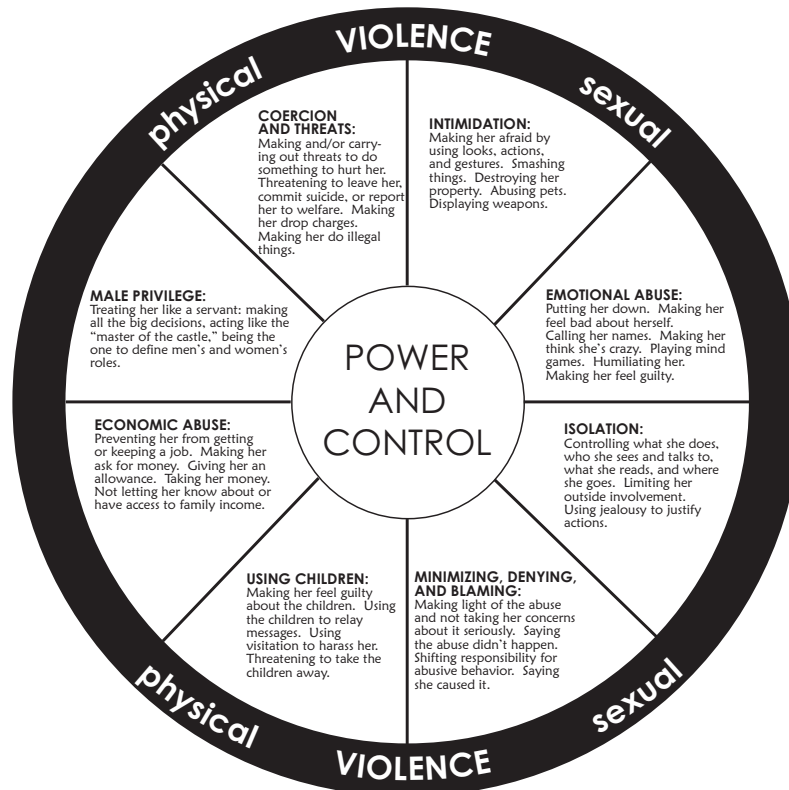 physical
VIOLENCE
sexual
COERCION
AND THREATS:
Making and/or carry-
ing out threats to do
something to hurt her.
Threatening to leave her,
commit suicide, or report
her to welfare. Making
her drop charges.
Making her do illegal
things.
INTIMIDATION:
Making her afraid by
using looks, actions,
and gestures. Smashing
things. Destroying her
property. Abusing pets.
Displaying weapons.
MALE PRIVILEGE:
Treating her like a servant: making
all the big decisions, acting like the
“master of the castle,” being the
one to define men’s and women’s
roles.
EMOTIONAL ABUSE:
Putting her down. Making her
feel bad about herself.
Calling her names. Making her
think she’s crazy. Playing mind
games. Humiliating her.
Making her feel guilty.
POWER
AND
CONTROL
ECONOMIC ABUSE:
Preventing her from getting
or keeping a job. Making her
ask for money. Giving her an
allowance. Taking her money.
Not letting her know about or
have access to family income.
ISOLATION:
Controlling what she does,
who she sees and talks to,
what she reads, and where
she goes. Limiting her
outside involvement.
Using jealousy to justify
actions.
USING CHILDREN:
Making her feel guilty
about the children. Using
the children to relay
messages. Using
visitation to harass her.
Threatening to take the
children away.
MINIMIZING, DENYING,
AND BLAMING:
Making light of the abuse
and not taking her concerns
about it seriously. Saying
the abuse didn’t happen.
Shifting responsibility for
abusive behavior. Saying
she caused it.
physical
VIOLENCE
sexual